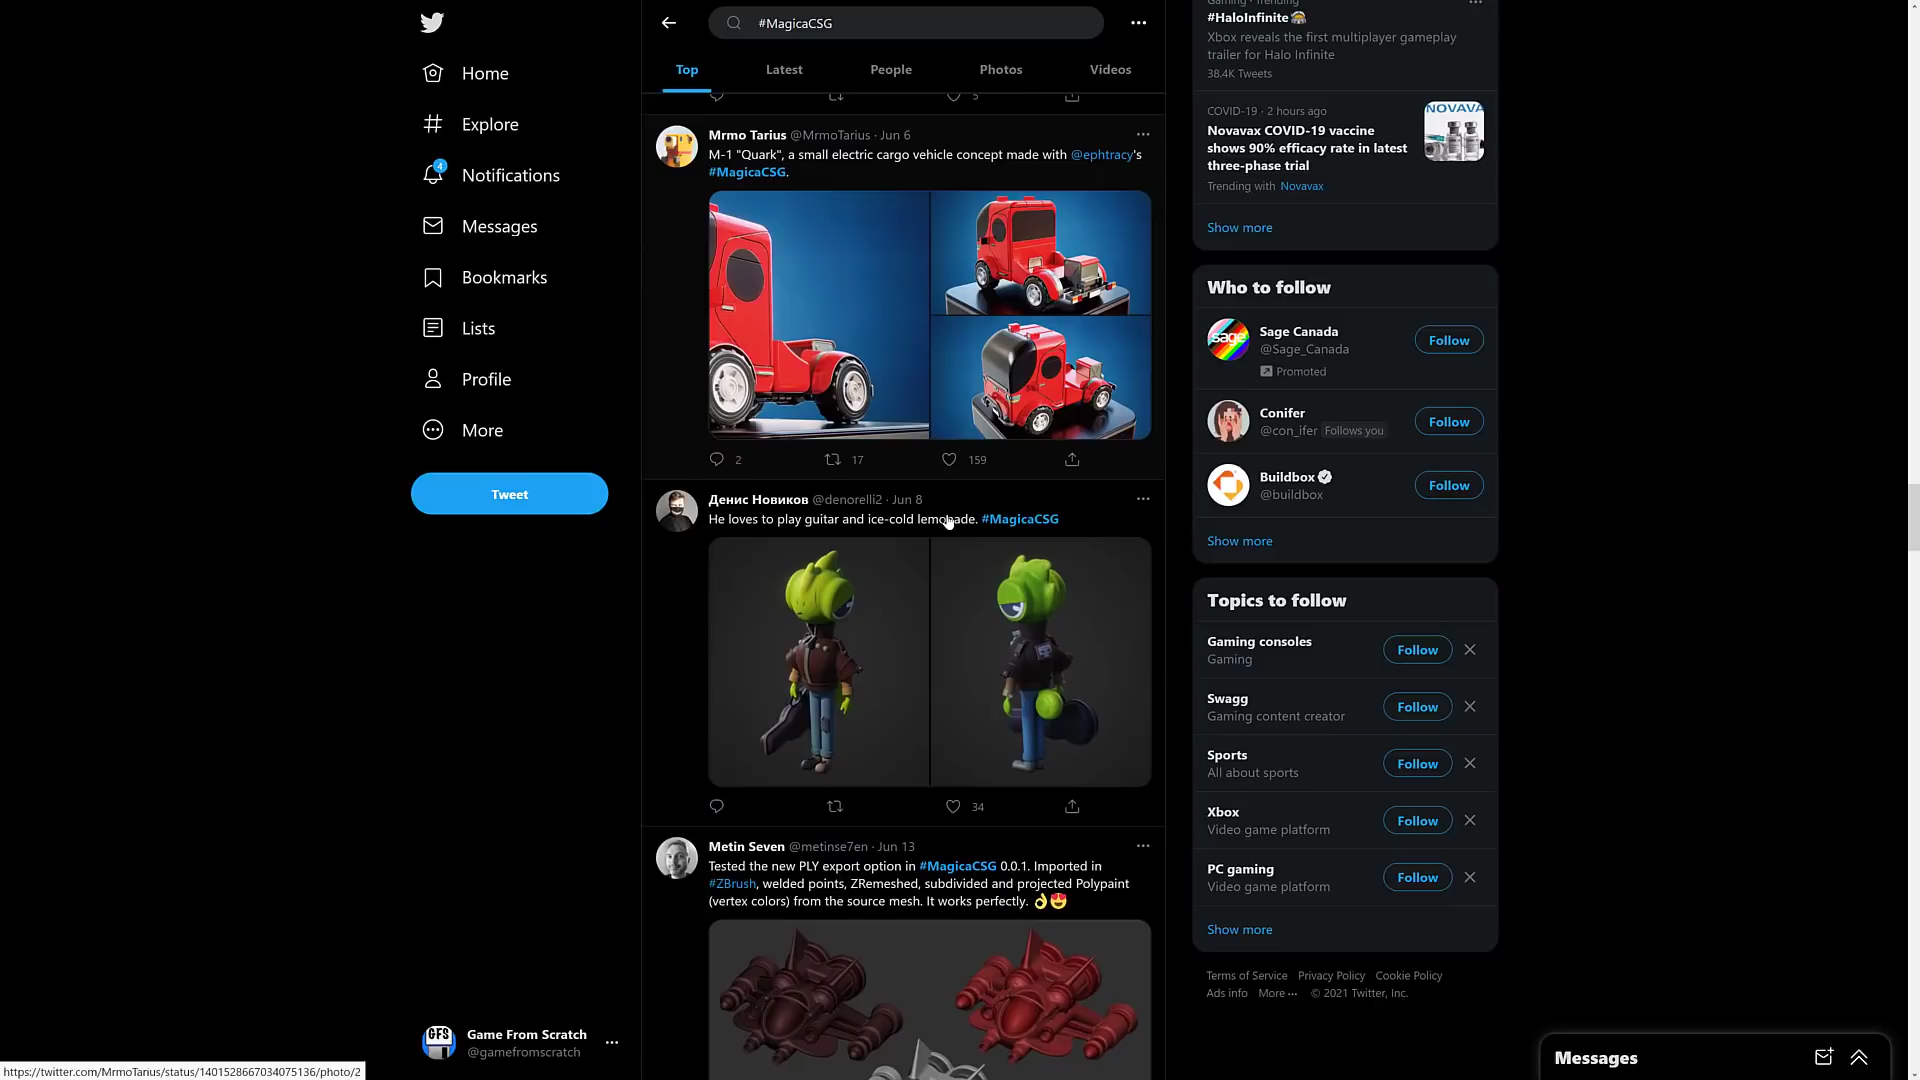 Home
Explore
4
Notifications
Messages
Bookmarks
Lists
Profile
More
Tweet
GFS
Game From Scratch
@gamefromscratch
https://twitter.com/MrmoTarius/status/1401528667034075136/photo/2
#MagicaCSG
Top
Latest
People
Photos
Videos
5
Mrmo Tarius @MrmoTarius · Jun 6
M-1 "Quark", a small electric cargo vehicle concept made with @ephtracy's
#MagicaCSG.
2
17
159
Денис Новиков @denorelli2 · Jun 8
He loves to play guitar and ice-cold lemonade. #MagicaCSG
34
Metin Seven @metinse7en · Jun 13
Tested the new PLY export option in #MagicaCSG 0.0.1. Imported in
#ZBrush, welded points, ZRemeshed, subdivided and projected Polypaint
(vertex colors) from the source mesh. It works perfectly. 👌😍
Gaming · Trending
#HaloInfinite
Xbox reveals the first multiplayer gameplay
trailer for Halo Infinite
38.4K Tweets
COVID-19 · 2 hours ago
Novavax COVID-19 vaccine
shows 90% efficacy rate in latest
three-phase trial
Trending with Novavax
NOVAVA
Show more
Who to follow
sage
Sage Canada
@Sage_Canada
Promoted
Follow
Conifer
@con_ifer Follows you
Follow
Buildbox
@buildbox
Follow
Show more
Topics to follow
Gaming consoles
Gaming
Follow
Swagg
Gaming content creator
Follow
Sports
All about sports
Follow
Xbox
Video game platform
Follow
PC gaming
Video game platform
Follow
Show more
Terms of Service Privacy Policy Cookie Policy
Ads info More ··· © 2021 Twitter, Inc.
Messages